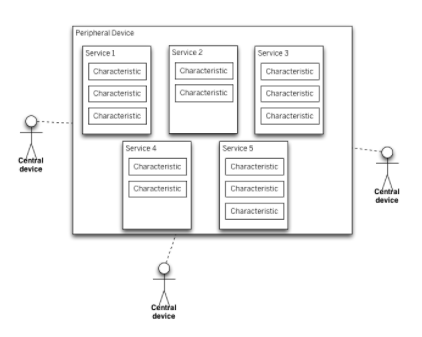 Peripheral Device
Service 1
Characteristic
Characteristic
Characteristic
Service 2
Characteristic
Characteristic
Service 3
Characteristic
Characteristic
Characteristic
Central
device
Central
device
Service 4
Characteristic
Characteristic
Service 5
Characteristic
Characteristic
Characteristic
Central
device